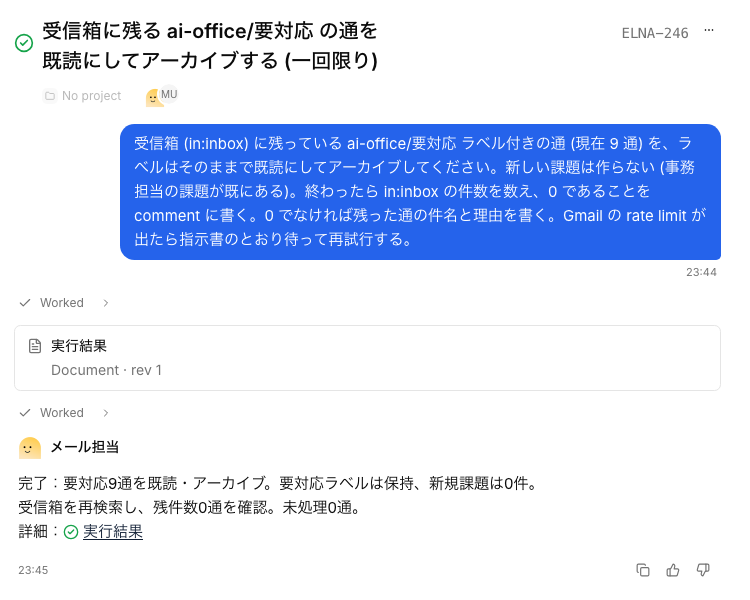 受信箱に残る ai-office/要対応 の通を
既読にしてアーカイブする (一回限り)
ELNA-246
No project
MU
受信箱 (in:inbox) に残っている ai-office/要対応 ラベル付きの通 (現在 9 通) を、ラ
ベルはそのままで既読にしてアーカイブしてください。新しい課題は作らない (事務
担当の課題が既にある)。終わったら in:inbox の件数を数え、0 であることを
comment に書く。0 でなければ残った通の件名と理由を書く。Gmail の rate limit が
出たら指示書のとおり待って再試行する。
23:44
Worked
実行結果
Document · rev 1
Worked
メール担当
完了：要対応9通を既読・アーカイブ。要対応ラベルは保持、新規課題は0件。
受信箱を再検索し、残件数0通を確認。未処理0通。
詳細：実行結果
23:45